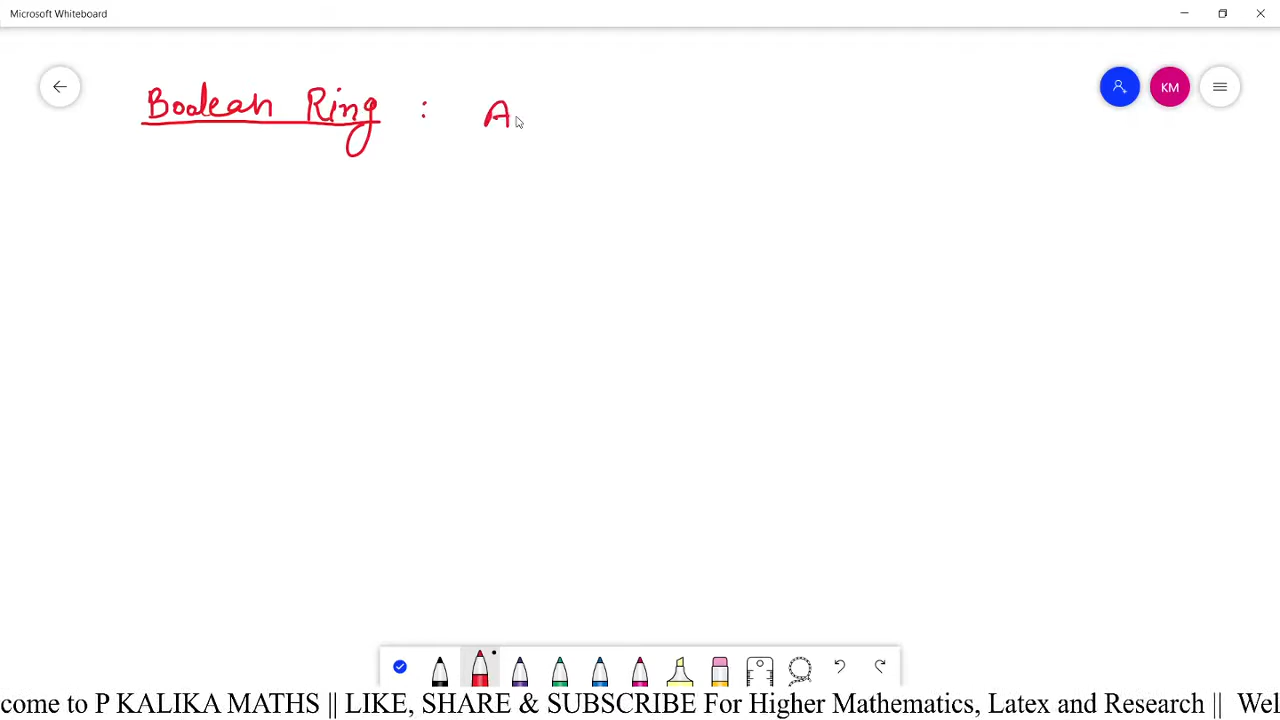 Microsoft Whiteboard
KM
Boolean Ring : A
come to P KALIKA MATHS || LIKE, SHARE & SUBSCRIBE For Higher Mathematics, Latex and Research || Wel